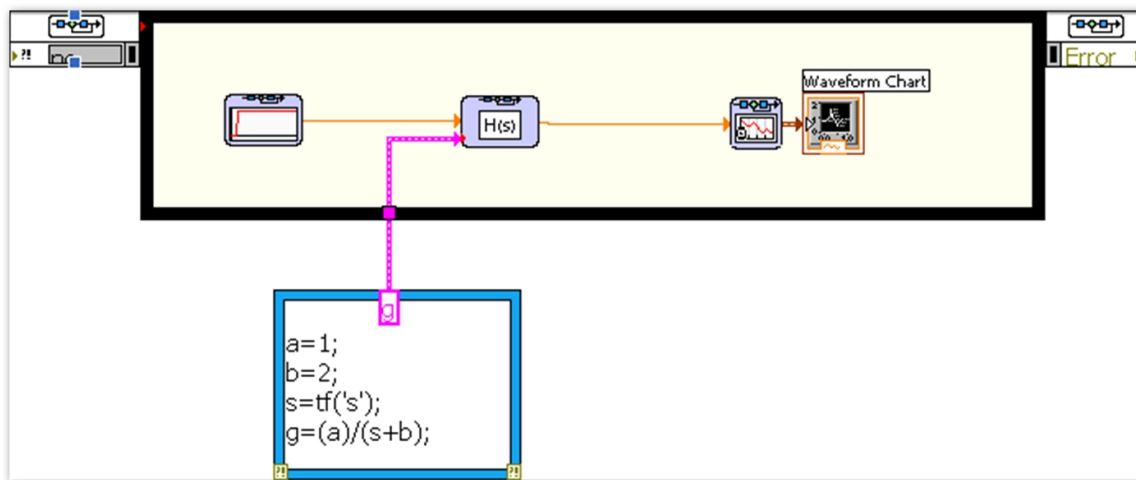 ?!
Error
Waveform Chart
H(s)
g
a=1;
b=2;
s=tf('s');
g=(a)/(s+b);
?!
?!